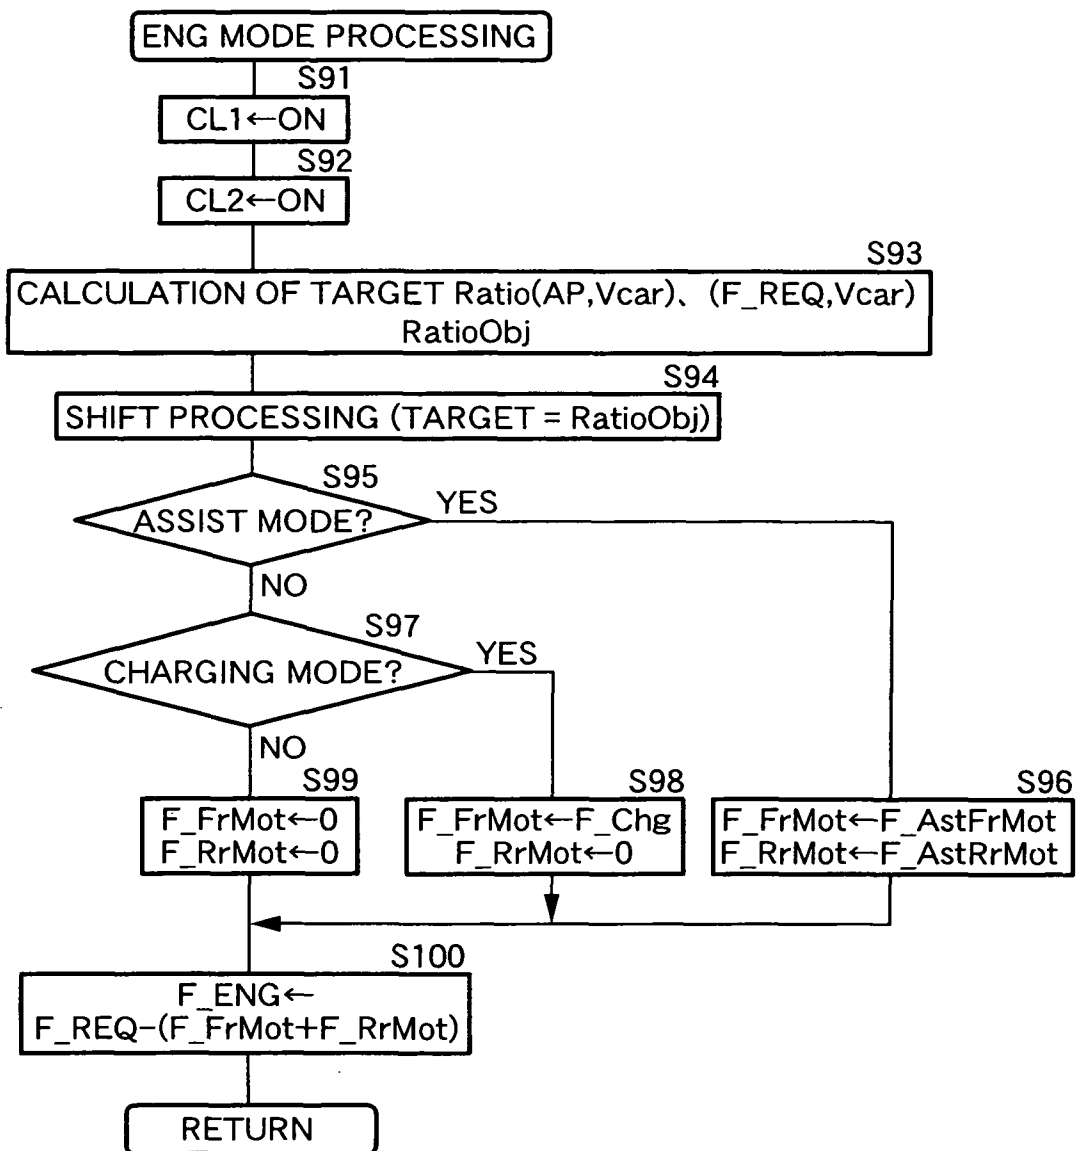 ENG MODE PROCESSING
S91
CL1←ON
S92
CL2←ON
S93
CALCULATION OF TARGET Ratio(AP,Vcar)、(F_REQ,Vcar)
RatioObj
S94
SHIFT PROCESSING (TARGET = RatioObj)
S95
ASSIST MODE?
YES
NO
S97
CHARGING MODE?
YES
NO
S99
F_FrMot←0
F_RrMot←0
S98
F_FrMot←F_Chg
F_RrMot←0
S96
F_FrMot←F_AstFrMot
F_RrMot←F_AstRrMot
S100
F_ENG←
F_REQ-(F_FrMot+F_RrMot)
RETURN